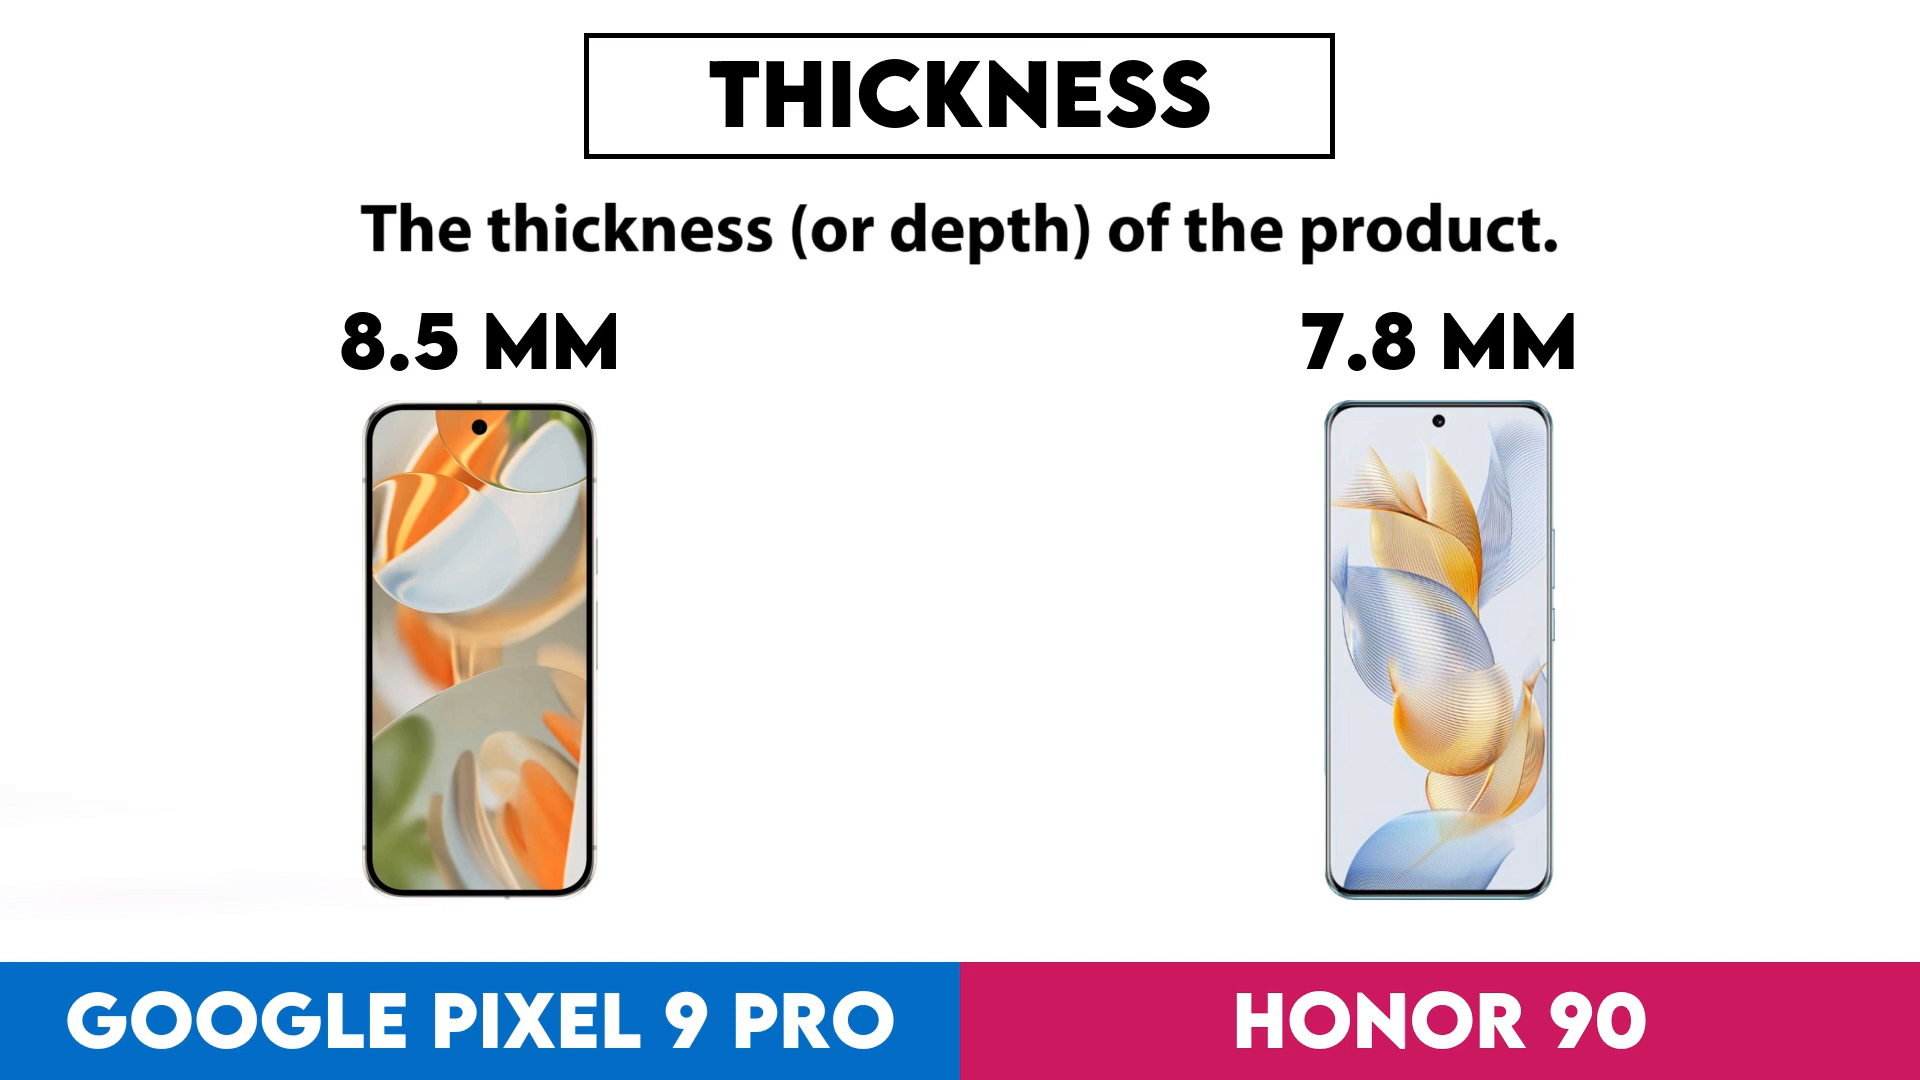 THICKNESS
The thickness (or depth) of the product.
8.5 MM
7.8 MM
GOOGLE PIXEL 9 PRO
HONOR 90